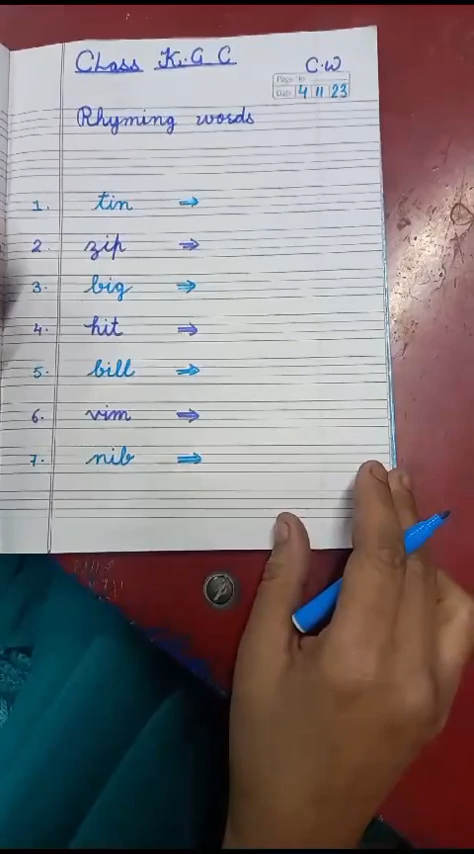 Class K.G C
C.W
Page No
Date 4 11 23
Rhyming words
1. tin ⇒
2. zip ⇒
3. big ⇒
4. hit ⇒
5. bill ⇒
6. vim ⇒
7. nib ⇒